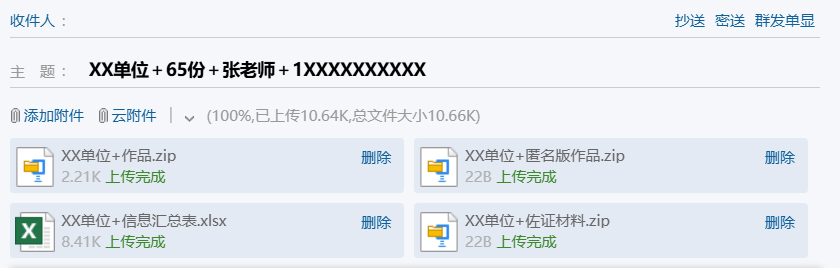 收件人： 抄送 密送 群发单显
主 题： XX单位＋65份＋张老师＋1XXXXXXXXXX
添加附件 云附件 (100%,已上传10.64K,总文件大小10.66K)
XX单位+作品.zip 删除 XX单位+匿名版作品.zip 删除
2.21K 上传完成 22B 上传完成
XX单位+信息汇总表.xlsx 删除 XX单位+佐证材料.zip 删除
8.41K 上传完成 22B 上传完成